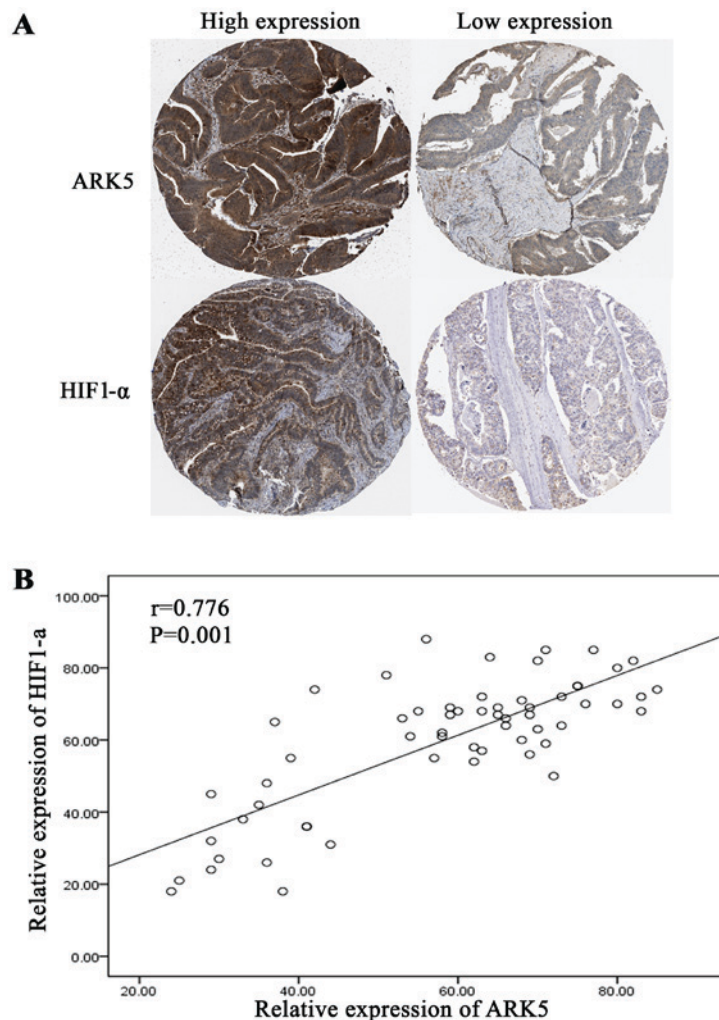 A
High expression
Low expression
ARK5
HIF1-α
B
r=0.776
P=0.001
Relative expression of HIF1-a
100.00
80.00
60.00
40.00
20.00
0.00
20.00
40.00
60.00
80.00
Relative expression of ARK5